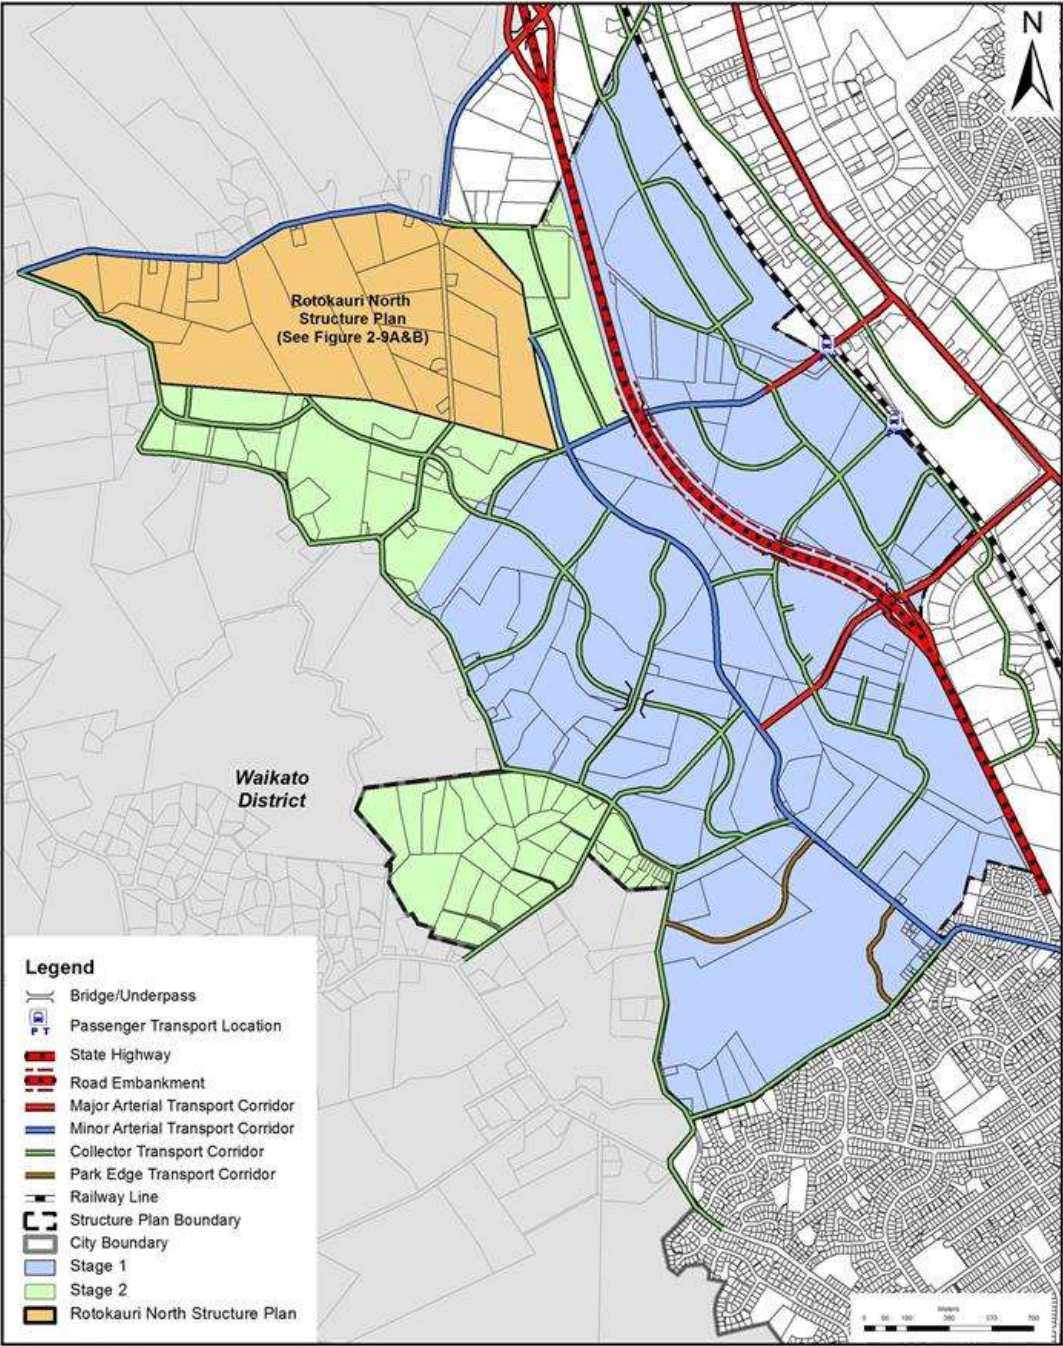 N
Rotokauri North
Structure Plan
(See Figure 2-9A&B)
Waikato
District
Legend
Bridge/Underpass
P T Passenger Transport Location
State Highway
Road Embankment
Major Arterial Transport Corridor
Minor Arterial Transport Corridor
Collector Transport Corridor
Park Edge Transport Corridor
Railway Line
Structure Plan Boundary
City Boundary
Stage 1
Stage 2
Rotokauri North Structure Plan
Meters
0